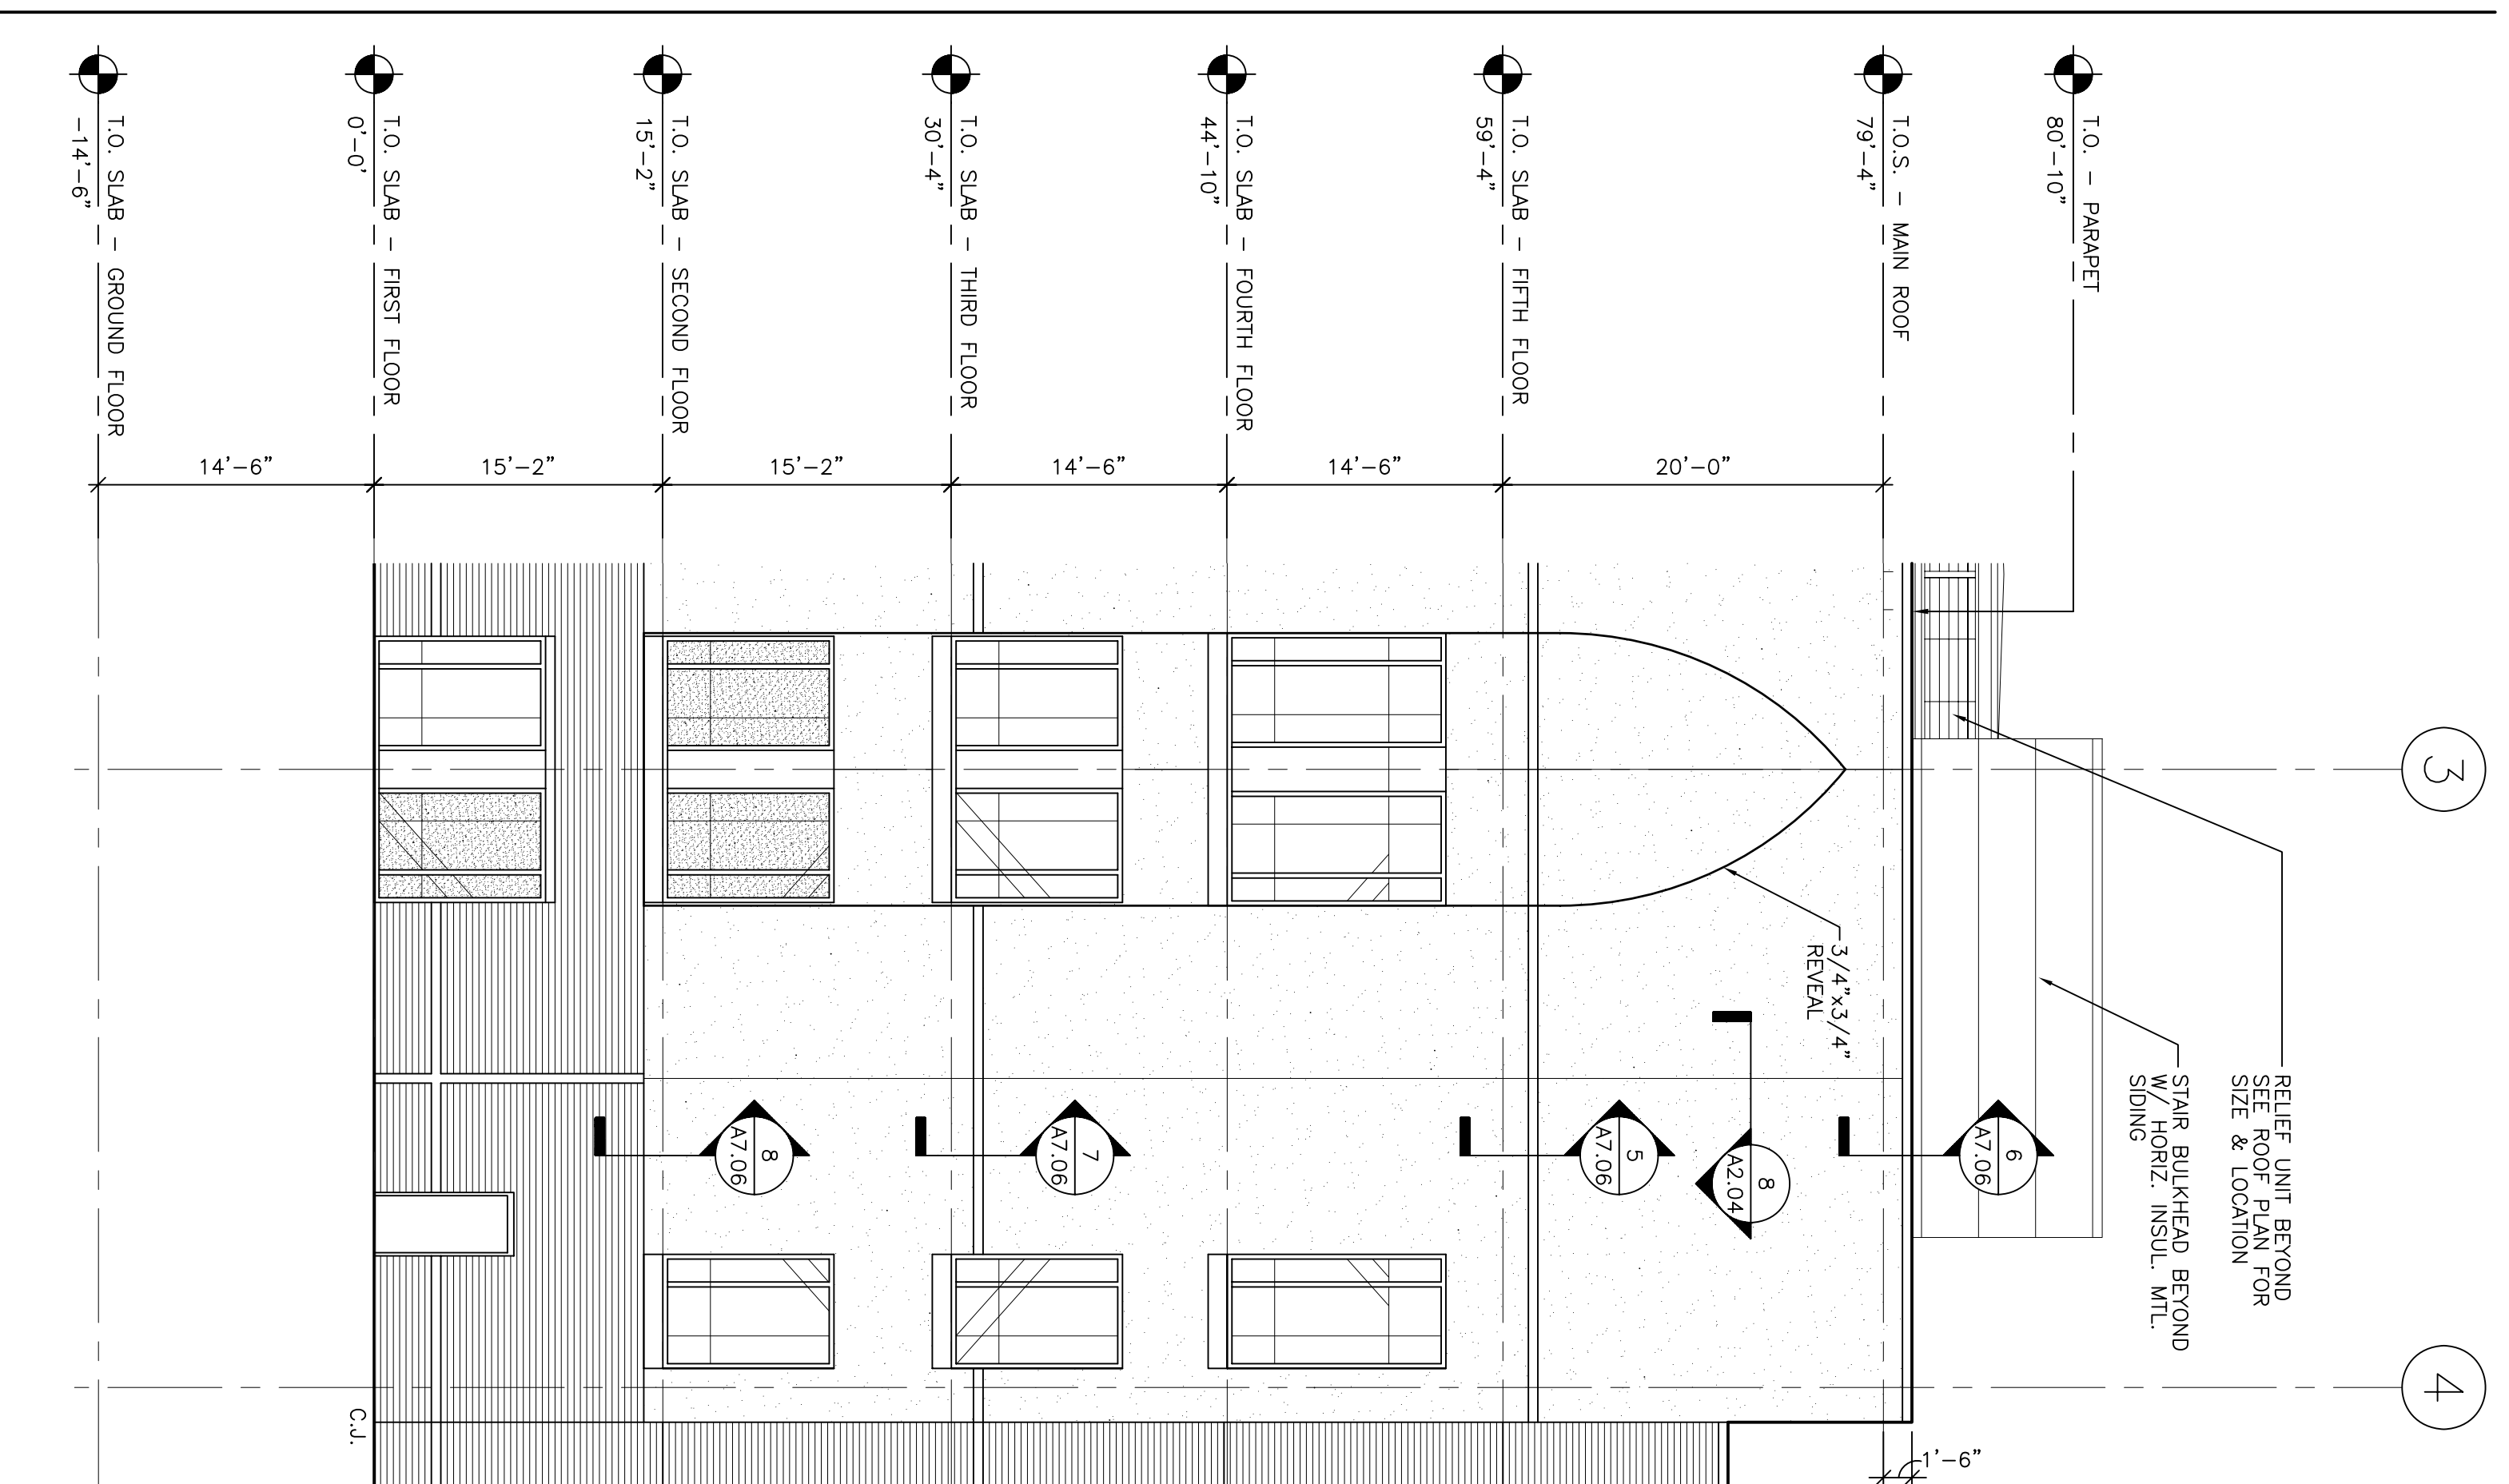 3
4
RELIEF UNIT BEYOND
SEE ROOF PLAN FOR
SIZE & LOCATION
STAIR BULKHEAD BEYOND
W/ HORIZ. INSUL. MTL.
SIDING
T.O. - PARAPET
80'-10"
T.O.S. - MAIN ROOF
79'-4"
1'-6"
6
A7.06
3/4"x3/4"
REVEAL
8
A2.04
20'-0"
5
A7.06
T.O. SLAB - FIFTH FLOOR
59'-4"
14'-6"
T.O. SLAB - FOURTH FLOOR
44'-10"
14'-6"
7
A7.06
T.O. SLAB - THIRD FLOOR
30'-4"
15'-2"
8
A7.06
T.O. SLAB - SECOND FLOOR
15'-2"
15'-2"
T.O. SLAB - FIRST FLOOR
0'-0'
C.J.
14'-6"
T.O. SLAB - GROUND FLOOR
-14'-6"